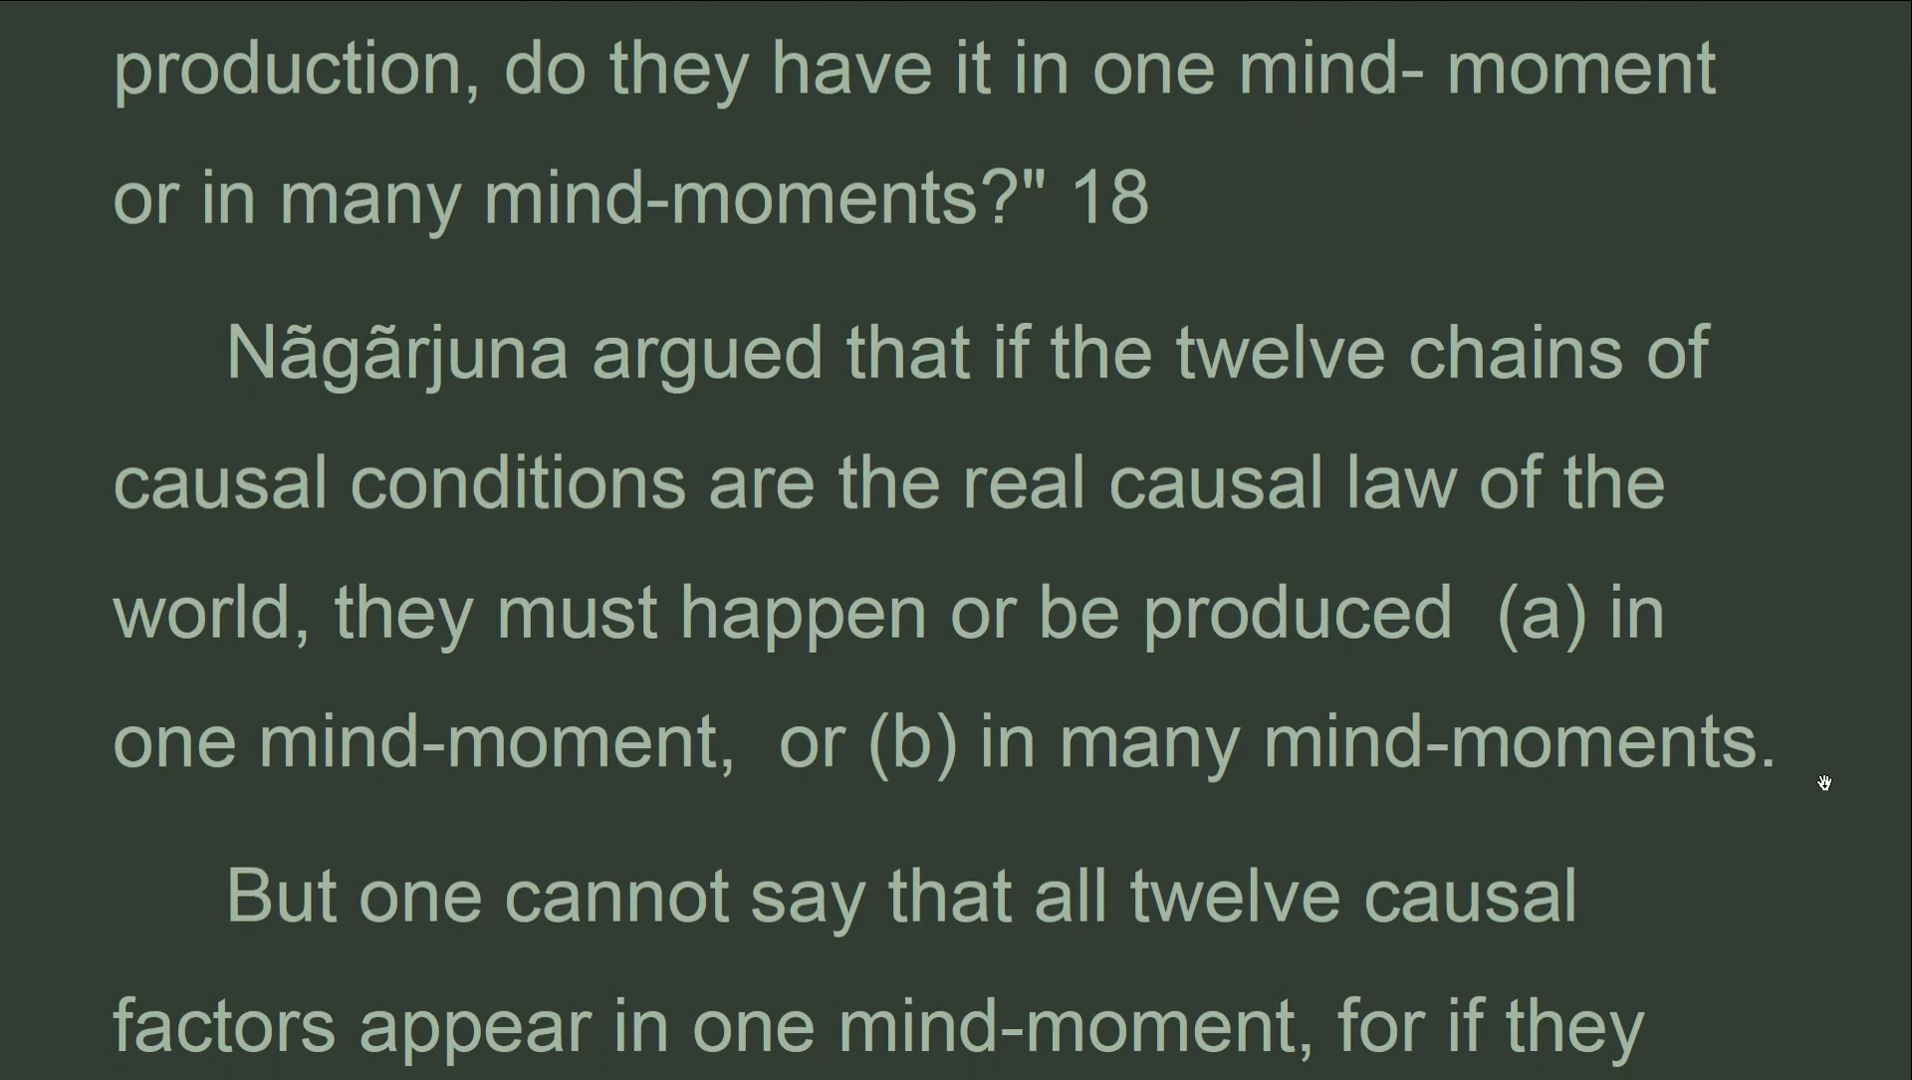 production, do they have it in one mind- moment
or in many mind-moments?" 18
Nãgãrjuna argued that if the twelve chains of
causal conditions are the real causal law of the
world, they must happen or be produced  (a) in
one mind-moment,  or (b) in many mind-moments.
But one cannot say that all twelve causal
factors appear in one mind-moment, for if they